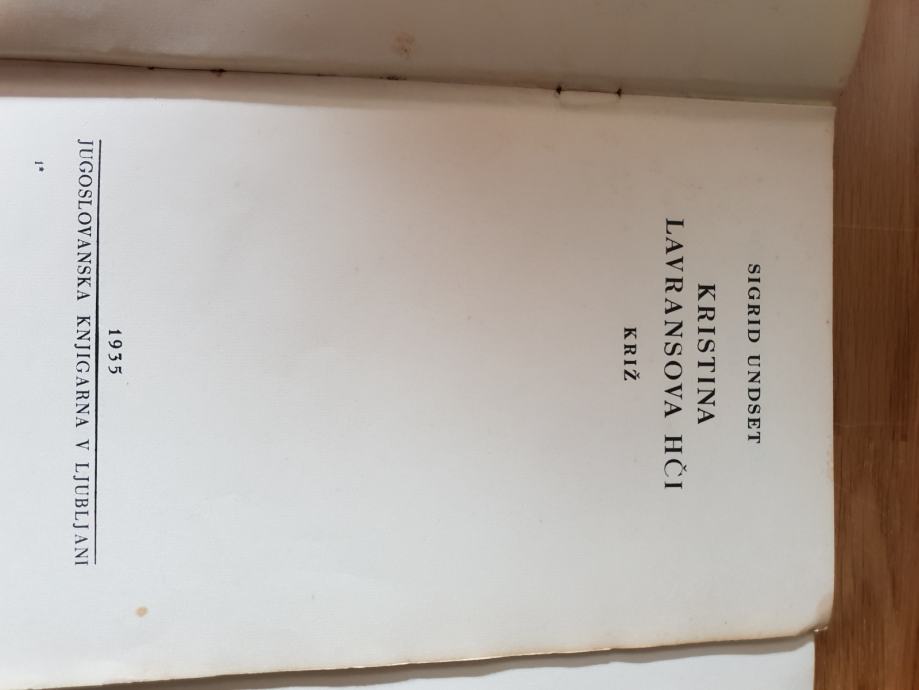 SIGRID UNDSET
KRISTINA
LAVRANSOVA HČI
KRIŽ
1935
JUGOSLOVANSKA KNJIGARNA V LJUBLJANI
1*